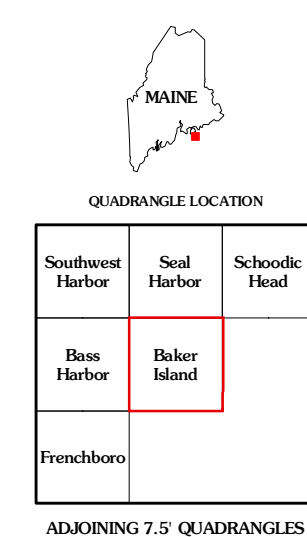 MAINE
QUADRANGLE LOCATION
Southwest
Harbor
Seal
Harbor
Schoodic
Head
Bass
Harbor
Baker
Island
Frenchboro
ADJOINING 7.5' QUADRANGLES